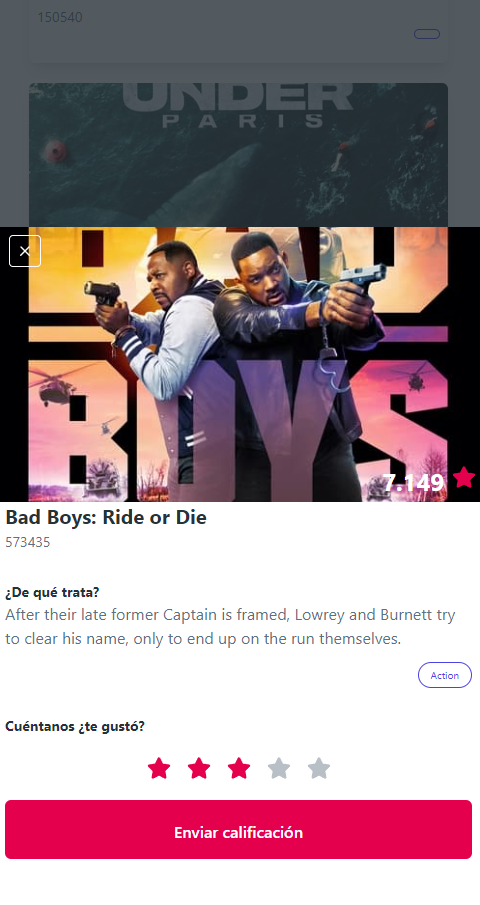 150540
UNDER
PARIS
BAD
BOYS
7.149
Bad Boys: Ride or Die
573435
¿De qué trata?
After their late former Captain is framed, Lowrey and Burnett try
to clear his name, only to end up on the run themselves.
Action
Cuéntanos ¿te gustó?
Enviar calificación